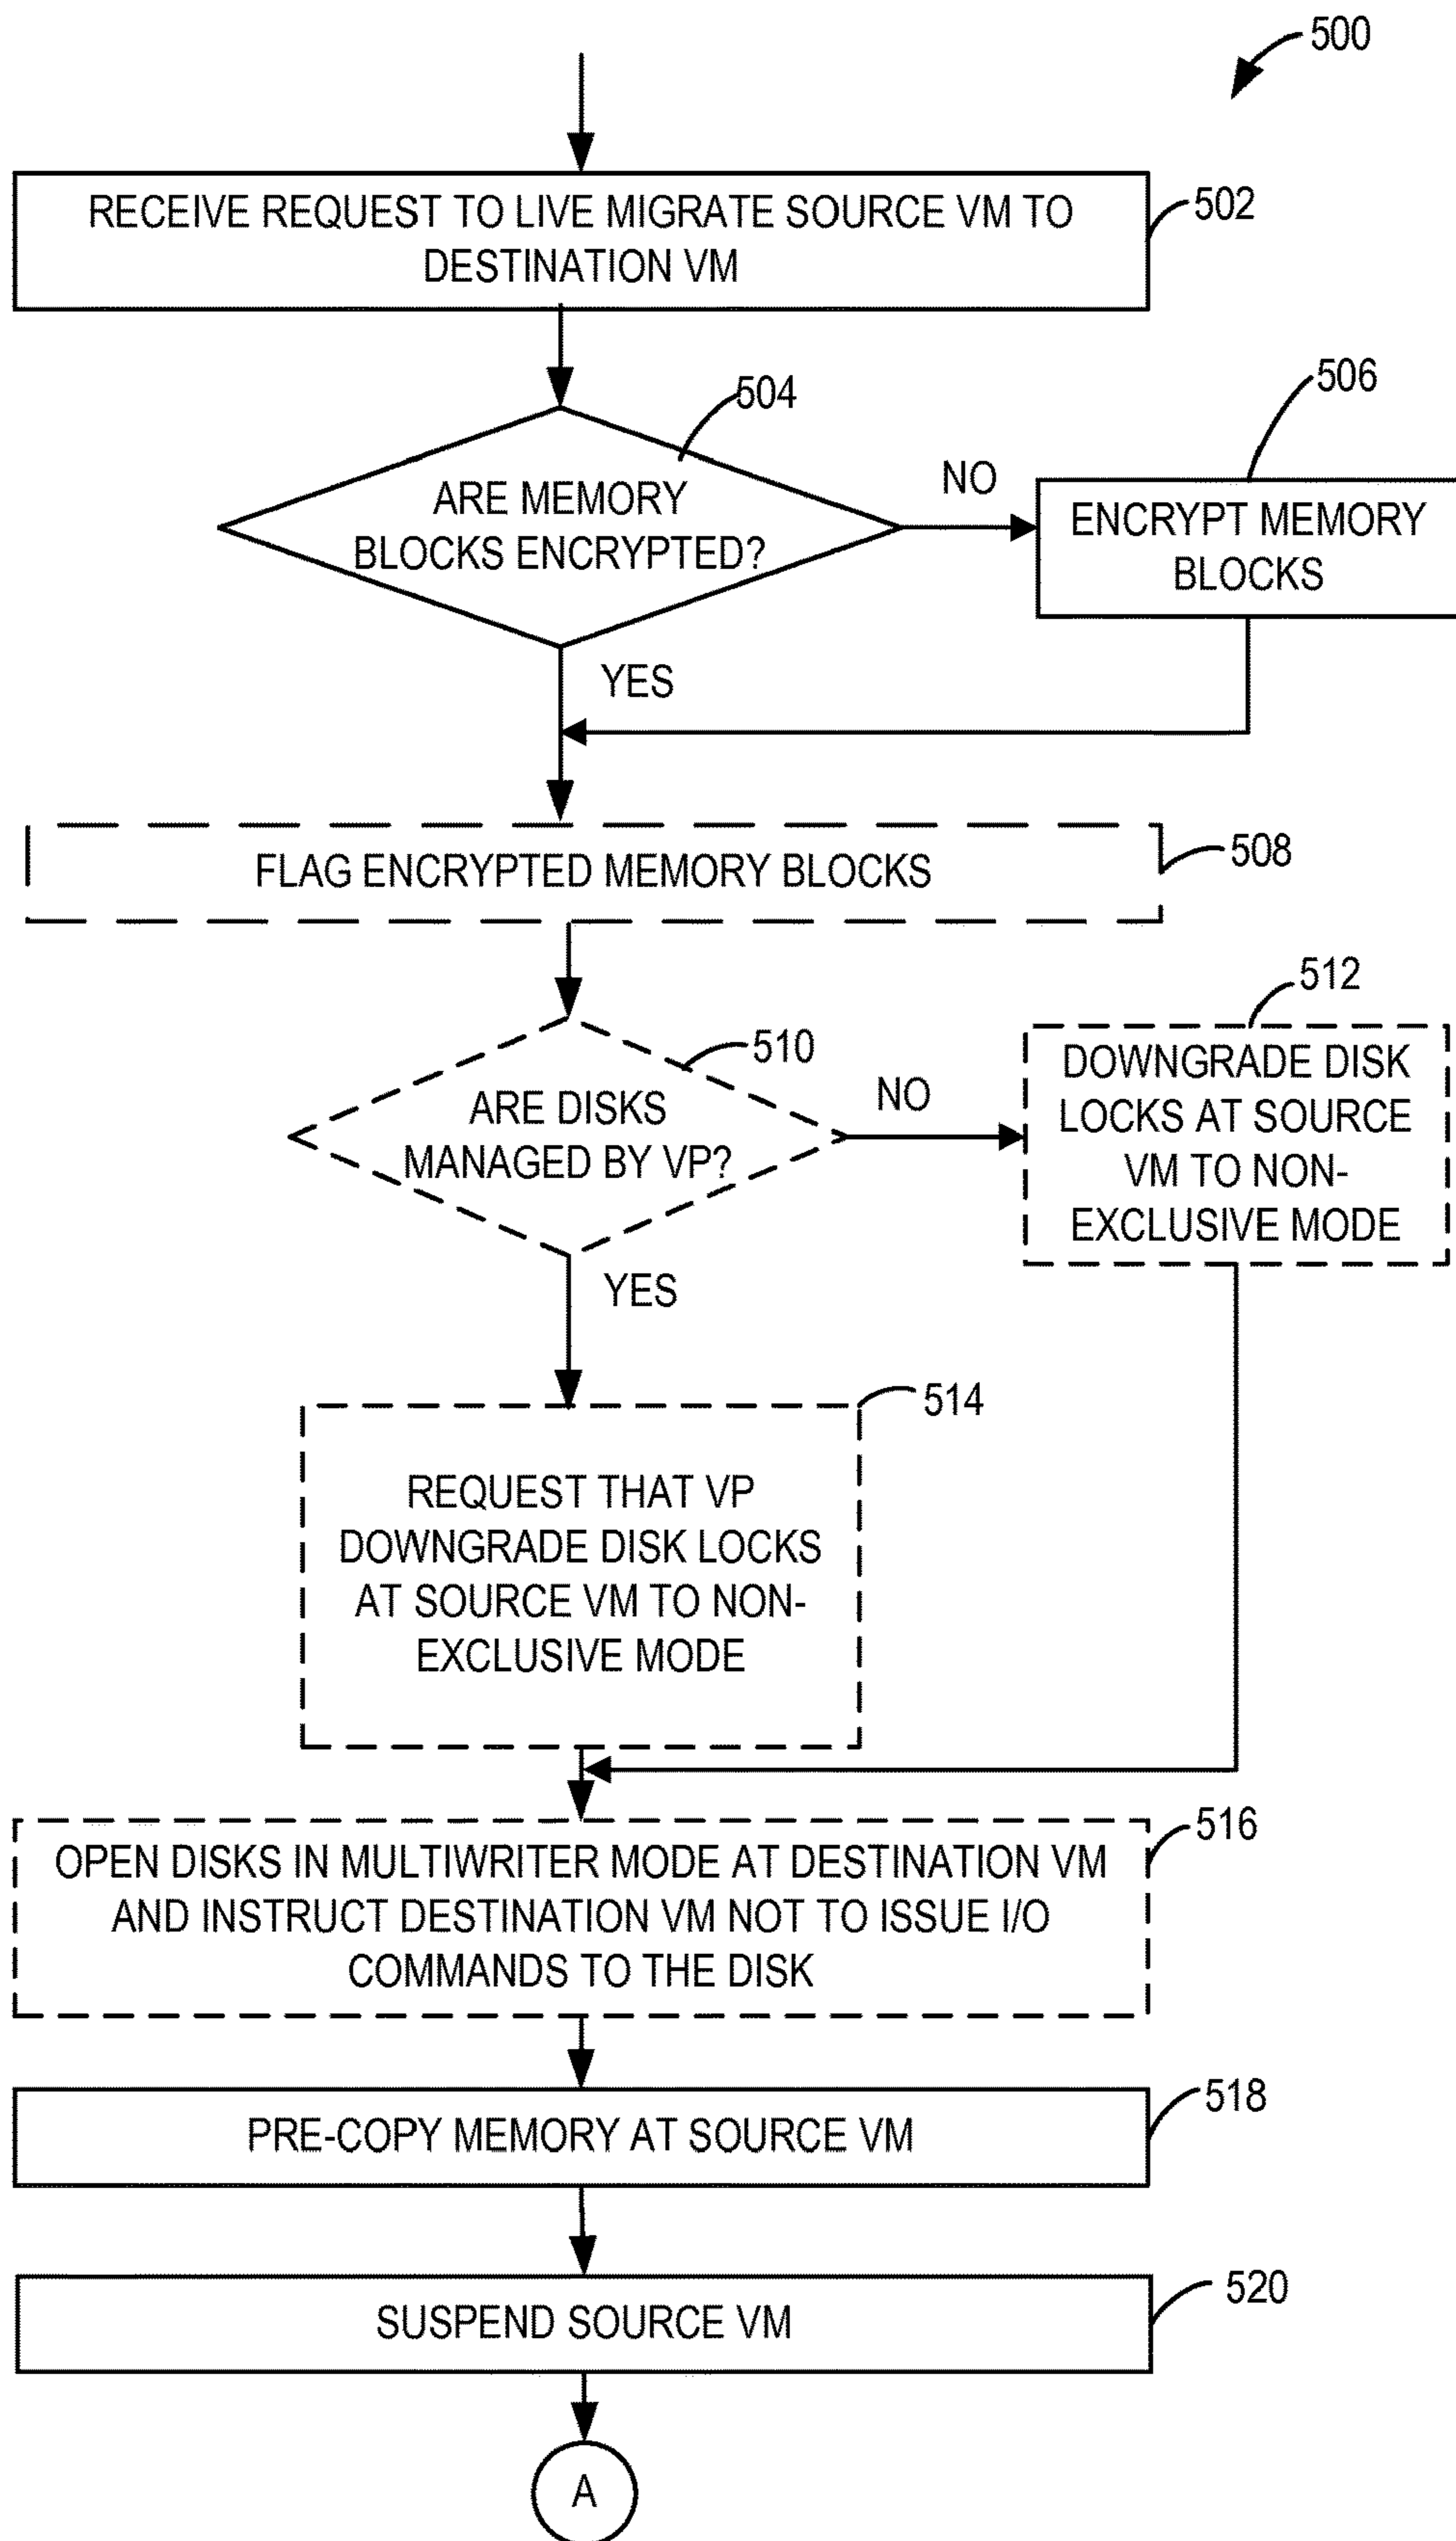 500
RECEIVE REQUEST TO LIVE MIGRATE SOURCE VM TO
DESTINATION VM
502
504
ARE MEMORY
BLOCKS ENCRYPTED?
NO
506
ENCRYPT MEMORY
BLOCKS
YES
FLAG ENCRYPTED MEMORY BLOCKS
508
510
ARE DISKS
MANAGED BY VP?
NO
512
DOWNGRADE DISK
LOCKS AT SOURCE
VM TO NON-
EXCLUSIVE MODE
YES
514
REQUEST THAT VP
DOWNGRADE DISK LOCKS
AT SOURCE VM TO NON-
EXCLUSIVE MODE
OPEN DISKS IN MULTIWRITER MODE AT DESTINATION VM
AND INSTRUCT DESTINATION VM NOT TO ISSUE I/O
COMMANDS TO THE DISK
516
PRE-COPY MEMORY AT SOURCE VM
518
SUSPEND SOURCE VM
520
A